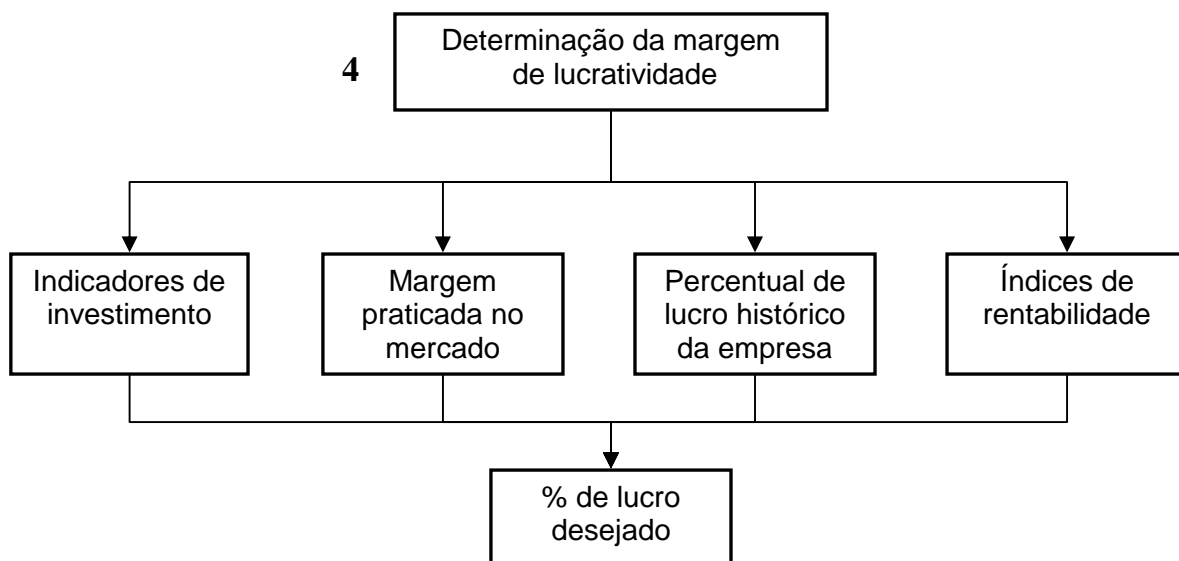 Determinação da margem
de lucratividade
4
Indicadores de
investimento
Margem
praticada no
mercado
Percentual de
lucro histórico
da empresa
Índices de
rentabilidade
% de lucro
desejado